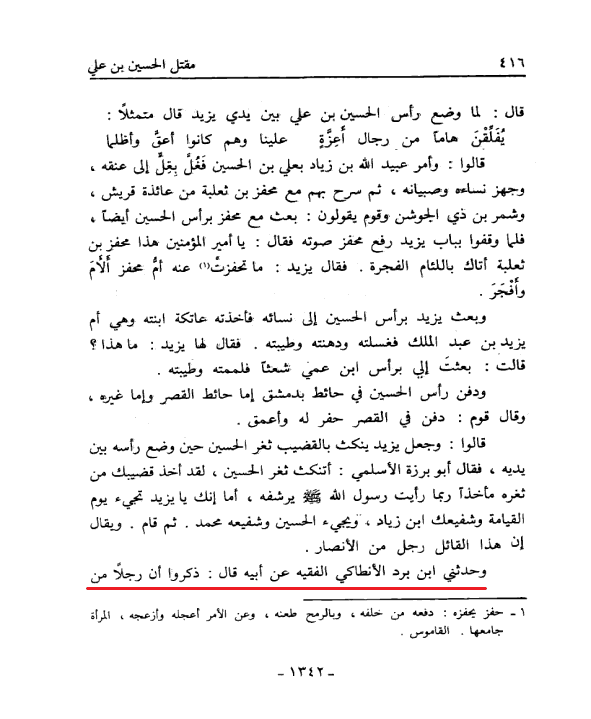 ٤١٦
مقتل الحسين بن علي
قال : لما وضع رأس الحسين بن علي بين يدي يزيد قال متمثلاً :
يُفَلِّقْنَ هاماً من رجال أَعِزَّةٍ علينا وهم كانوا أعقَّ وأظلما
قالوا : وأمر عبيد الله بن زياد بعلي بن الحسين فَغُلَّ بِغِلٍّ إلى عنقه ،
وجهز نساءه وصبيانه ، ثم سرح بهم مع محفز بن ثعلبة من عائذة قريش ،
وشمر بن ذي الجوشن وقوم يقولون : بعث مع محفز برأس الحسين أيضاً ،
فلما وقفوا بباب يزيد رفع محفز صوته فقال : يا أمير المؤمنين هذا محفز بن
ثعلبة أتاك باللئام الفجرة . فقال يزيد : ما تحفزتْ(١) عنه أمُّ محفز أَلْأَمَ
وأَفْجَرَ .
وبعث يزيد برأس الحسين إلى نسائه فأخذته عاتكة ابنته وهي أم
يزيد بن عبد الملك فغسلته ودهنته وطيبته . فقال لها يزيد : ما هذا ؟
قالت : بعثتَ إلي برأس ابن عمي شعثاً فلممته وطيبته .
ودفن رأس الحسين في حائط بدمشق إما حائط القصر وإما غيره ،
وقال قوم : دفن في القصر حفر له وأعمق .
قالوا : وجعل يزيد ينكث بالقضيب ثغر الحسين حين وضع رأسه بين
يديه ، فقال أبو برزة الأسلمي : أتنكث ثغر الحسين ، لقد أخذ قضيبك من
ثغره مأخذاً ربما رأيت رسول الله ﷺ يرشفه ، أما إنك يا يزيد تجيء يوم
القيامة وشفيعك ابن زياد ، ويجيء الحسين وشفيعه محمد . ثم قام . ويقال
إن هذا القائل رجل من الأنصار .
وحدثني ابن برد الأنطاكي الفقيه عن أبيه قال : ذكروا أن رجلًا من
١ - حفز يحفزه : دفعه من خلفه ، وبالرمح طعنه ، وعن الأمر أعجله وأزعجه ، المرأة
جامعها . القاموس .
- ١٣٤٢ -